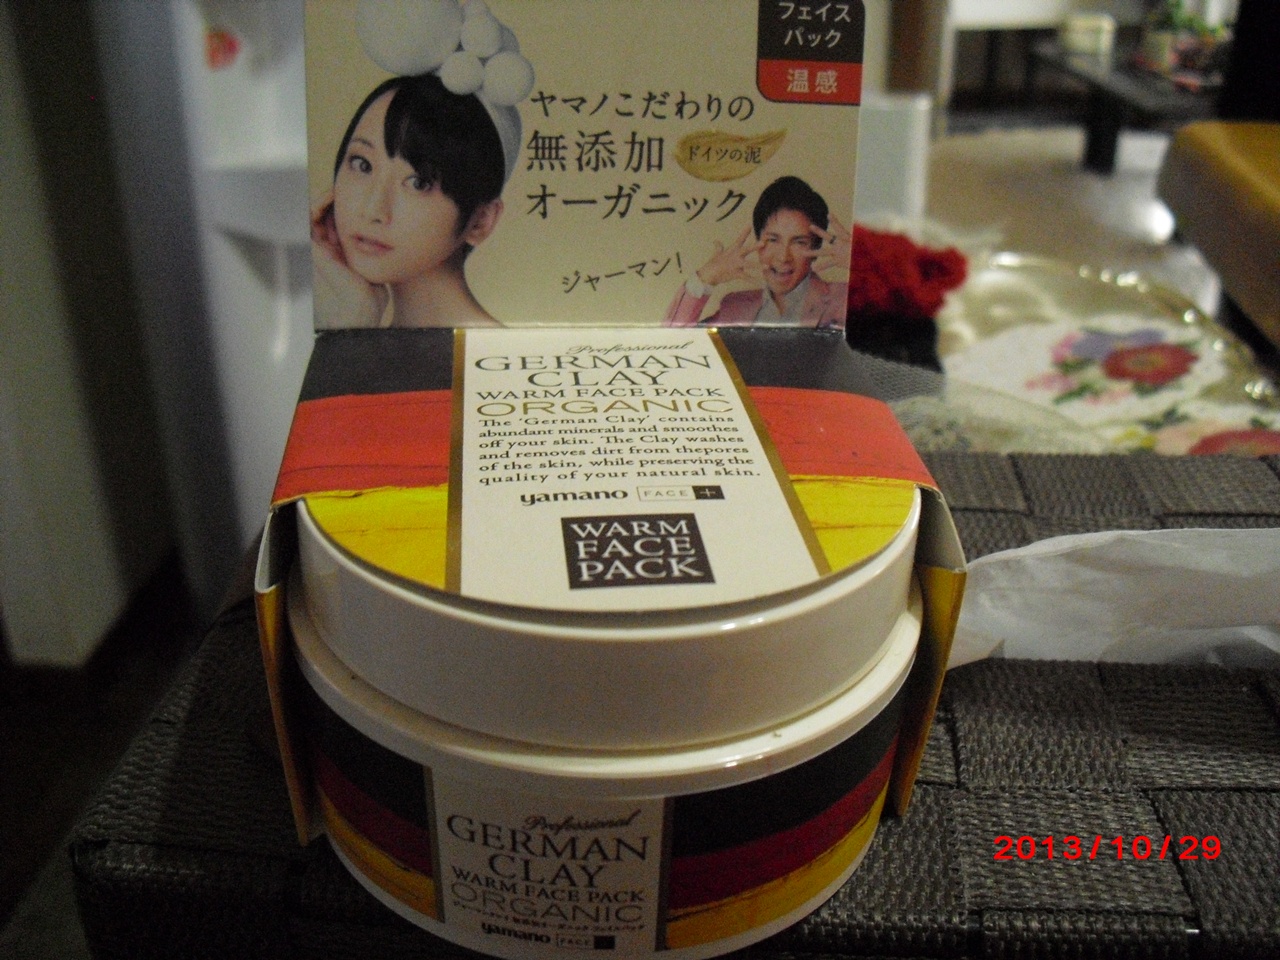 フェイス
パック
温感
ヤマノこだわりの
無添加
ドイツの泥
オーガニック
ジャーマン!
Professional
GERMAN
CLAY
WARM FACE PACK
ORGANIC
The 'German Clay' contains
abundant minerals and smoothes
off your skin. The Clay washes
and removes dirt from thepores
of the skin, while preserving the
quality of your natural skin.
yamano FACE +
WARM
FACE
PACK
Professional
GERMAN
CLAY
WARM FACE PACK
ORGANIC
yamano FACE
2013/10/29